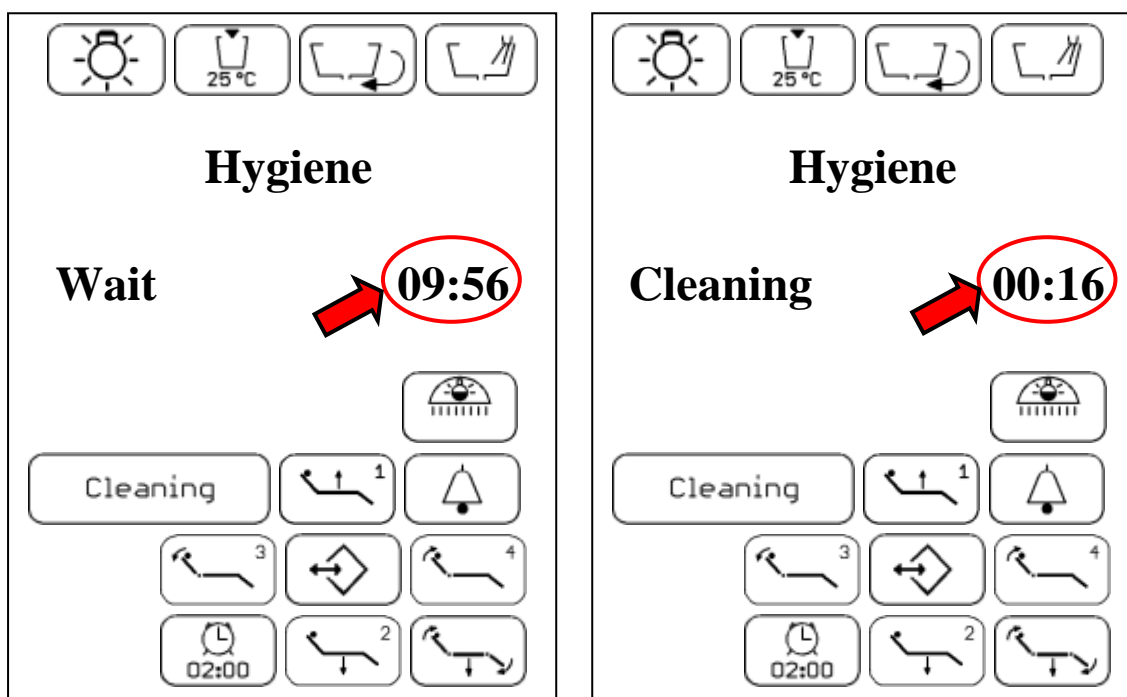 25 °C
Hygiene
Wait 09:56
Cleaning 1
3 4
02:00 2
25 °C
Hygiene
Cleaning 00:16
Cleaning 1
3 4
02:00 2